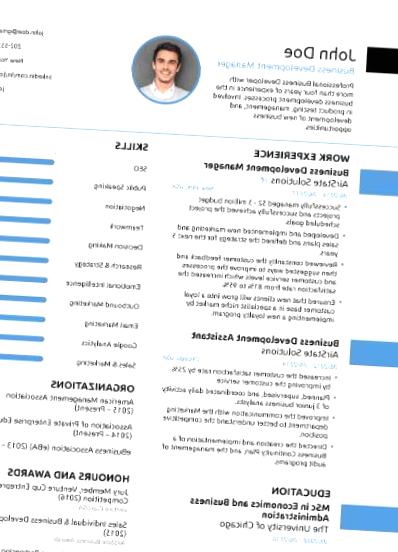 John Doe
Business Development Manager
Professional Business Developer with
more than four years of experience in the
business development processes. Involved
in product testing, management, and
development of new business
opportunities.
john.doe@gmai
202-55
New
linkedin.com/in/j
WORK EXPERIENCE
Business Development Manager
AirState Solutions
Successfully managed $2 - 3 million budget
projects and successfully achieved the project
scheduled goals.
Developed and implemented new marketing and
sales plans and defined the strategy for the next 5
years.
Reviewed constantly the customer feedback and
then suggested ways to improve the processes
and customer service levels which increased the
satisfaction rate from 81% to 95%.
Ensured that new clients will grow into a loyal
customer base in a specialist niche market by
implementing a new loyalty program.
Business Development Assistant
AirState Solutions
Chicago, USA
Increased the customer satisfaction rate by 25%
by improving the customer service.
Planned, supervised, and coordinated daily activity
of 3 junior business analysts.
Improved the communication with the Marketing
department to better understand the competitive
position.
Directed the creation and implementation of a
Business Continuity Plan, and the management of
audit programs.
EDUCATION
MSc in Economics and Business
Administration
The University of Chicago
SKILLS
SEO
Public Speaking
Negotiation
Teamwork
Decision Making
Research & Strategy
Emotional Intelligence
Outbound Marketing
Email Marketing
Google Analytics
Sales & Marketing
ORGANIZATIONS
American Management Association
(2015 - Present)
Association of Private Enterprise Educa
(2014 - Present)
eBusiness Association (eBA) (2013 -
HONOURS AND AWARDS
Jury Member, Venture Cup Entrepre
Competition (2016)
Venture Cup USA
Sales Individual & Business Develop
(2015)
AirState Business Awards